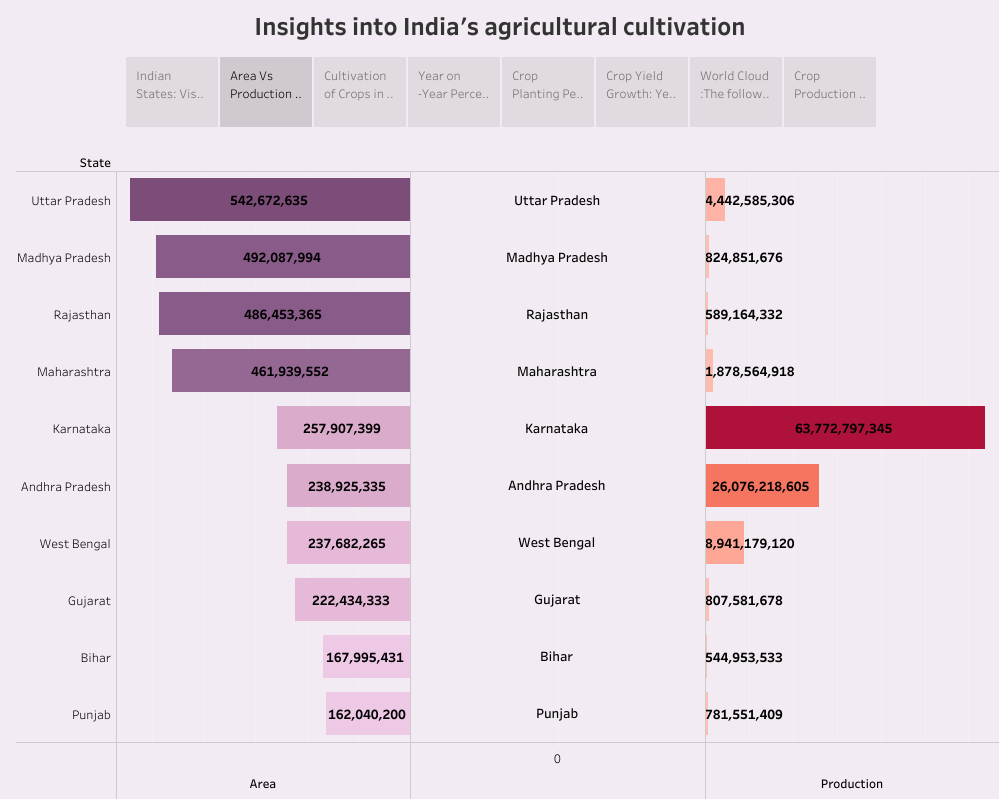 Insights into India’s agricultural cultivation
Indian
States: Vis..
Area Vs
Production ..
Cultivation
of Crops in ..
Year on
-Year Perce..
Crop
Planting Pe..
Crop Yield
Growth: Ye..
World Cloud
:The follow..
Crop
Production ..
State
Uttar Pradesh 542,672,635 Uttar Pradesh 4,442,585,306
Madhya Pradesh 492,087,994 Madhya Pradesh 824,851,676
Rajasthan 486,453,365 Rajasthan 589,164,332
Maharashtra 461,939,552 Maharashtra 1,878,564,918
Karnataka 257,907,399 Karnataka 63,772,797,345
Andhra Pradesh 238,925,335 Andhra Pradesh 26,076,218,605
West Bengal 237,682,265 West Bengal 8,941,179,120
Gujarat 222,434,333 Gujarat 807,581,678
Bihar 167,995,431 Bihar 544,953,533
Punjab 162,040,200 Punjab 781,551,409
0
Area Production